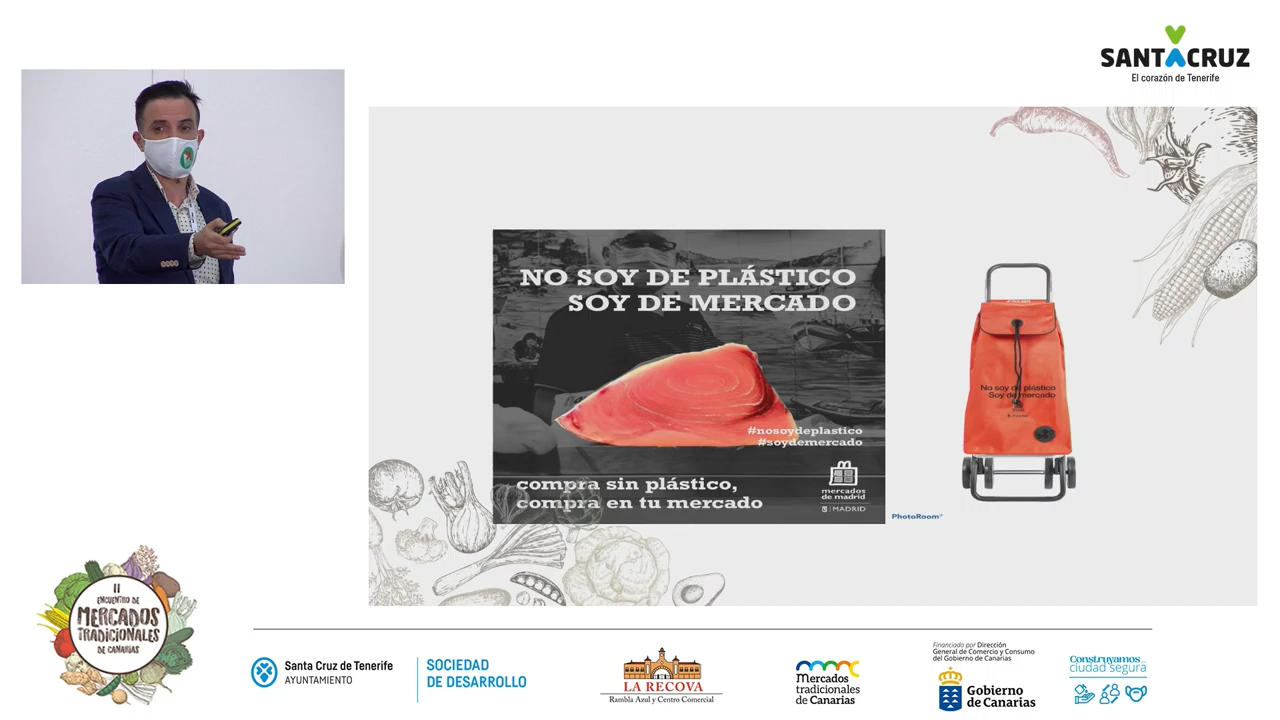 SANTACRUZ
El corazón de Tenerife
NO SOY DE PLÁSTICO
SOY DE MERCADO
#nosoydeplastico
#soydemercado
compra sin plástico,
compra en tu mercado
mercados
de madrid
MADRID
No soy de plástico
Soy de mercado
PhotoRoom
II
ENCUENTRO DE
MERCADOS
TRADICIONALES
DE CANARIAS
Santa Cruz de Tenerife
AYUNTAMIENTO
SOCIEDAD
DE DESARROLLO
LA RECOVA
Rambla Azul y Centro Comercial
Mercados
tradicionales
de Canarias
Financiado por Dirección
General de Comercio y Consumo
del Gobierno de Canarias
Gobierno
de Canarias
Construyamos
ciudad segura